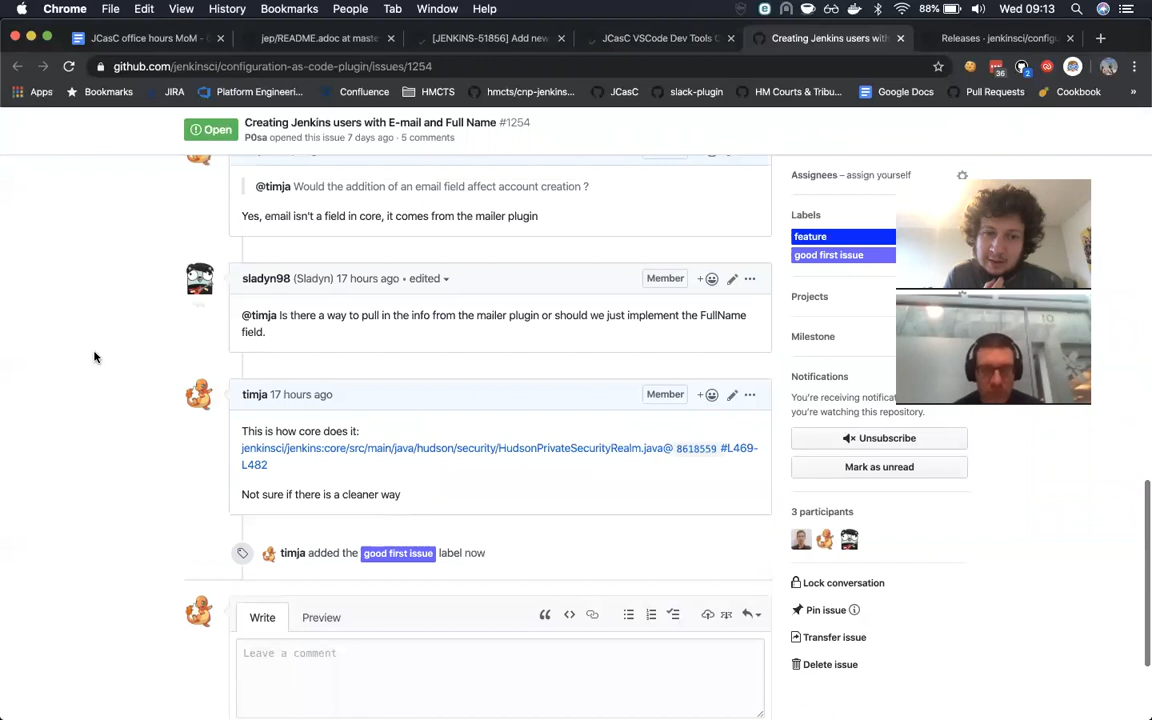 Chrome File Edit View History Bookmarks People Tab Window Help 88% Wed 09:13
JCasC office hours MoM - G
jep/README.adoc at maste
[JENKINS-51856] Add new
JCasC VSCode Dev Tools G
Creating Jenkins users with
Releases · jenkinsci/config
github.com/jenkinsci/configuration-as-code-plugin/issues/1254
36
2
Apps Bookmarks JIRA Platform Engineeri... Confluence HMCTS hmcts/cnp-jenkins... JCasC slack-plugin HM Courts & Tribu... Google Docs Pull Requests Cookbook »
Open
Creating Jenkins users with E-mail and Full Name #1254
P0sa opened this issue 7 days ago · 5 comments
@timja Would the addition of an email field affect account creation ?
Yes, email isn't a field in core, it comes from the mailer plugin
sladyn98 (Sladyn) 17 hours ago • edited
Member
@timja Is there a way to pull in the info from the mailer plugin or should we just implement the FullName
field.
timja 17 hours ago
Member
This is how core does it:
jenkinsci/jenkins:core/src/main/java/hudson/security/HudsonPrivateSecurityRealm.java@ 8618559 #L469-
L482
Not sure if there is a cleaner way
timja added the good first issue label now
Write Preview
Leave a comment
Assignees – assign yourself
Labels
feature
good first issue
Projects
Milestone
Notifications
You're receiving notificat
you're watching this repository.
Unsubscribe
Mark as unread
3 participants
Lock conversation
Pin issue
Transfer issue
Delete issue